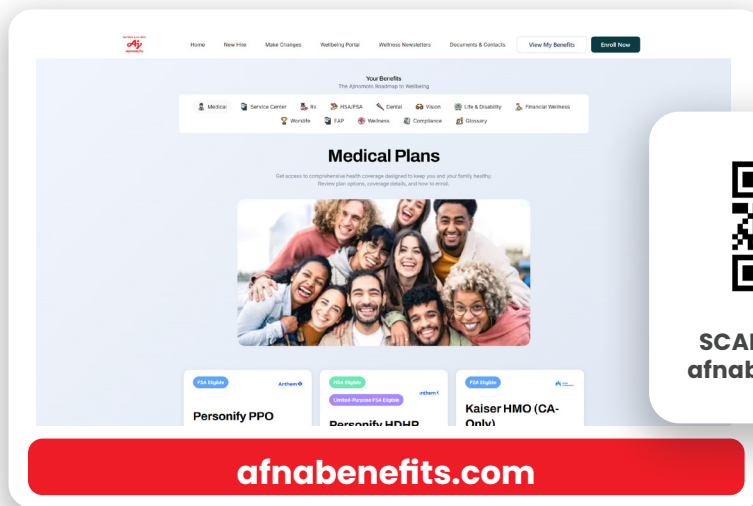 Home New Hire Make Changes Wellbeing Portal Wellness Newsletters Documents & Contacts View My Benefits Enroll Now
Your Benefits
The Ajinomoto Roadmap to Wellbeing
Medical Service Center Rx HSA/FSA Dental Vision Life & Disability Financial Wellness
Worklife EAP Wellness Compliance Glossary
Medical Plans
Get access to comprehensive health coverage designed to keep you and your family healthy.
Review plan options, coverage details, and how to enroll.
FSA Eligible Anthem HSA Eligible FSA Eligible
Limited-Purpose FSA Eligible
Personify PPO Personify HDHP Kaiser HMO (CA-
Only)
SCAN
afnab
afnabenefits.com